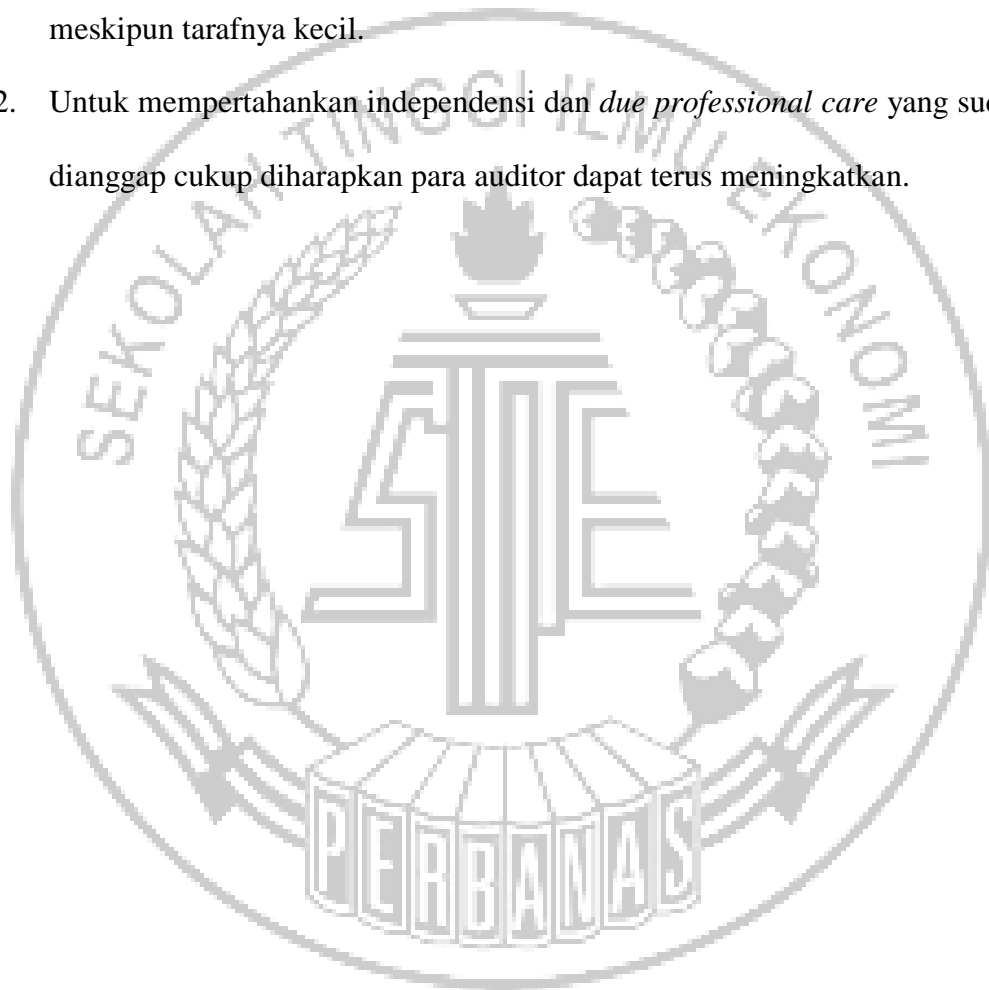 meskipun tarafnya kecil.
2. Untuk mempertahankan independensi dan due professional care yang
dianggap cukup diharapkan para auditor dapat terus meningkatkan.
SEKOLAH TINGGI ILMU EKONOMI
STIE
PERBANAS